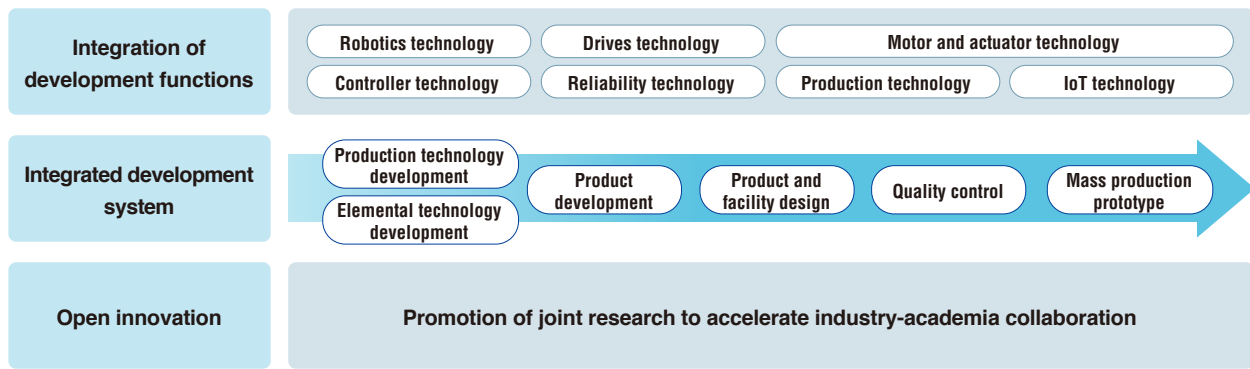 Integration of
development functions
Robotics technology
Drives technology
Motor and actuator technology
Controller technology
Reliability technology
Production technology
IoT technology
Integrated development
system
Production technology
development
Elemental technology
development
Product
development
Product and
facility design
Quality control
Mass production
prototype
Open innovation
Promotion of joint research to accelerate industry-academia collaboration